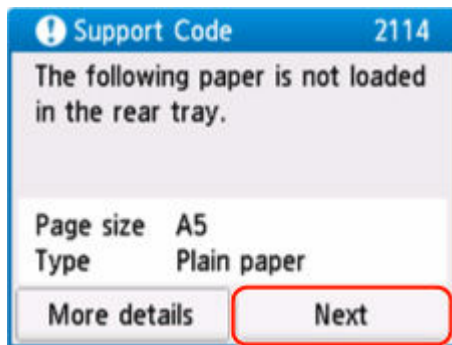 Support Code 2114
The following paper is not loaded
in the rear tray.
Page size A5
Type Plain paper
More details Next